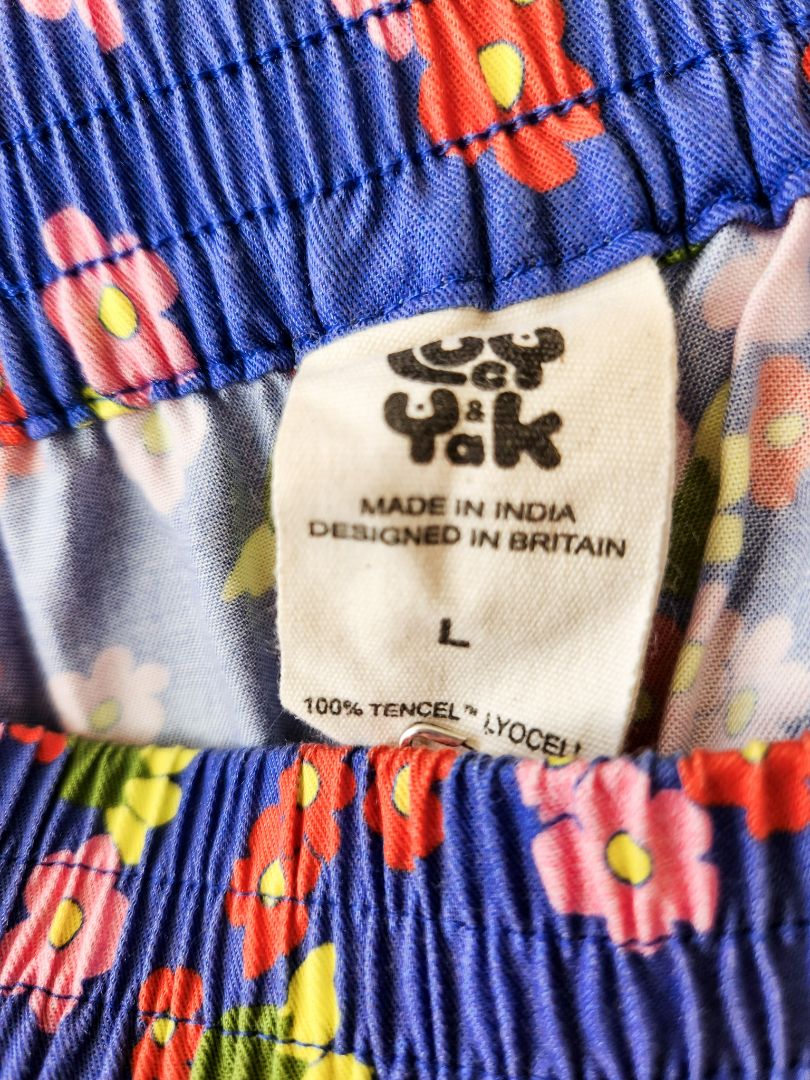 Lucy
&
Yak
MADE IN INDIA
DESIGNED IN BRITAIN
L
100% TENCEL™ LYOCELL